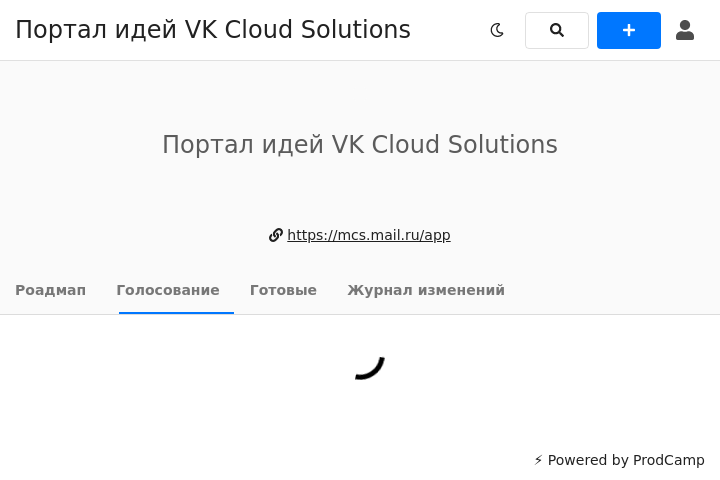 Портал идей VK Cloud Solutions
Портал идей VK Cloud Solutions
https://mcs.mail.ru/app
Роадмап Голосование Готовые Журнал изменений
⚡ Powered by ProdCamp